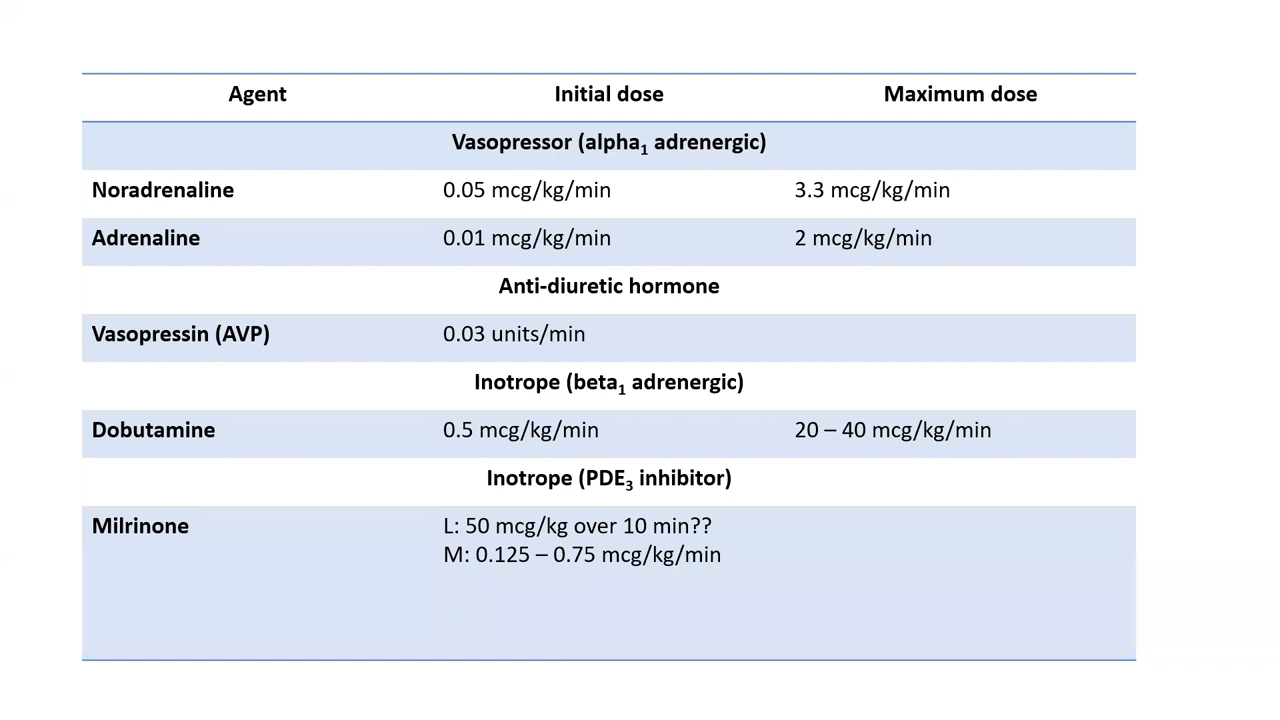 Agent Initial dose Maximum dose
Vasopressor (alpha₁ adrenergic)
Noradrenaline 0.05 mcg/kg/min 3.3 mcg/kg/min
Adrenaline 0.01 mcg/kg/min 2 mcg/kg/min
Anti-diuretic hormone
Vasopressin (AVP) 0.03 units/min
Inotrope (beta₁ adrenergic)
Dobutamine 0.5 mcg/kg/min 20 – 40 mcg/kg/min
Inotrope (PDE₃ inhibitor)
Milrinone L: 50 mcg/kg over 10 min??
M: 0.125 – 0.75 mcg/kg/min